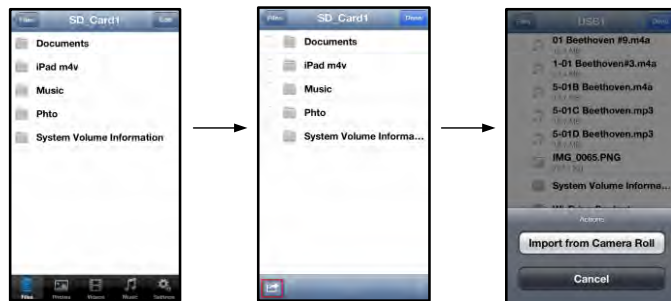 Files
SD_Card1
Edit
Documents
iPad m4v
Music
Phto
System Volume Information
Files
Photos
Videos
Music
Settings
Files
SD_Card1
Done
Documents
iPad m4v
Music
Phto
System Volume Informa...
USB1
Done
01 Beethoven #9.m4a
1-01 Beethoven#3.m4a
5-01B Beethoven.m4a
5-01C Beethoven.mp3
5-01D Beethoven.mp3
IMG_0065.PNG
System Volume Informa...
Actions
Import from Camera Roll
Cancel